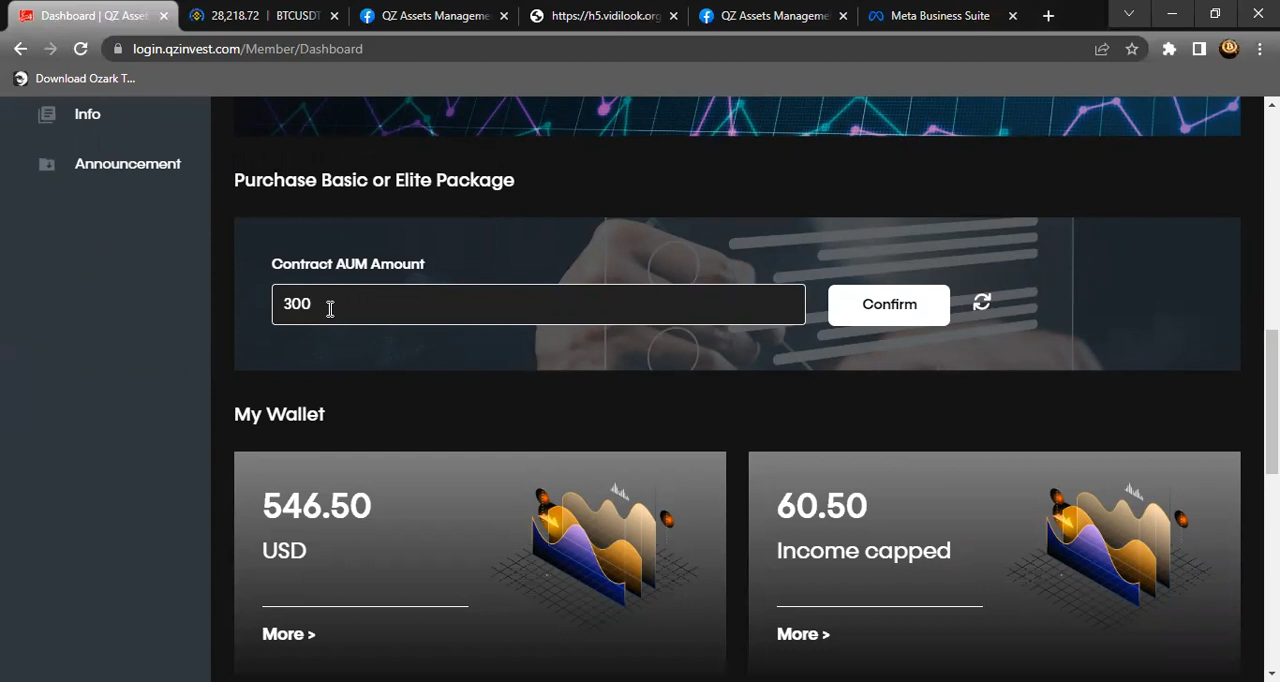 Dashboard | QZ Asset
28,218.72 | BTCUSDT
QZ Assets Manageme
https://h5.vidilook.org
QZ Assets Manageme
Meta Business Suite
login.qzinvest.com/Member/Dashboard
Download Ozark T...
Info
Announcement
Purchase Basic or Elite Package
Contract AUM Amount
300
Confirm
My Wallet
546.50
USD
More >
60.50
Income capped
More >